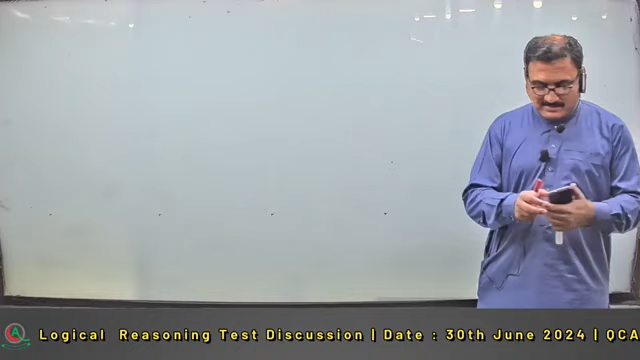 Logical Reasoning Test Discussion | Date : 30th June 2024 | QCA